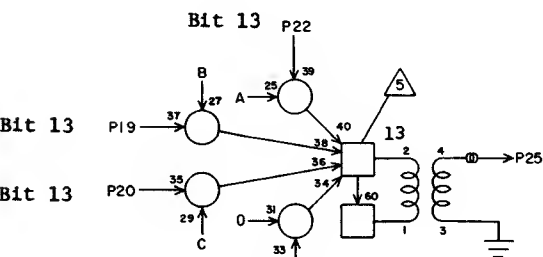 Bit 13 P22
B 39
27 A 25 5
40
Bit 13 P19 37 38 13
36 2 4 P25
Bit 13 P20 35 34
60
29 O 31
C 33 1 3